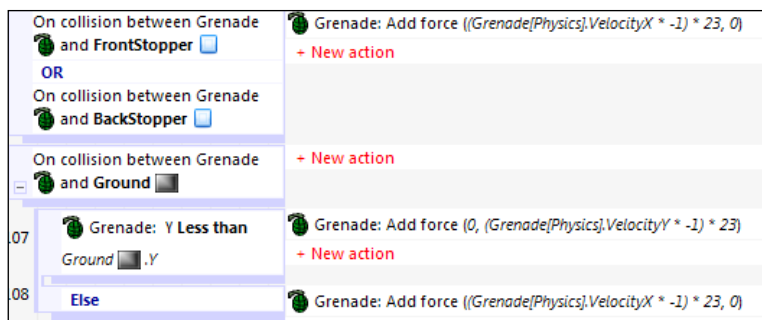 On collision between Grenade
and FrontStopper
OR
On collision between Grenade
and BackStopper
Grenade: Add force ((Grenade[Physics].VelocityX * -1) * 23, 0)
+ New action
On collision between Grenade
and Ground
+ New action
107
Grenade: Y Less than
Ground .Y
Grenade: Add force (0, (Grenade[Physics].VelocityY * -1) * 23)
+ New action
108
Else
Grenade: Add force ((Grenade[Physics].VelocityX * -1) * 23, 0)